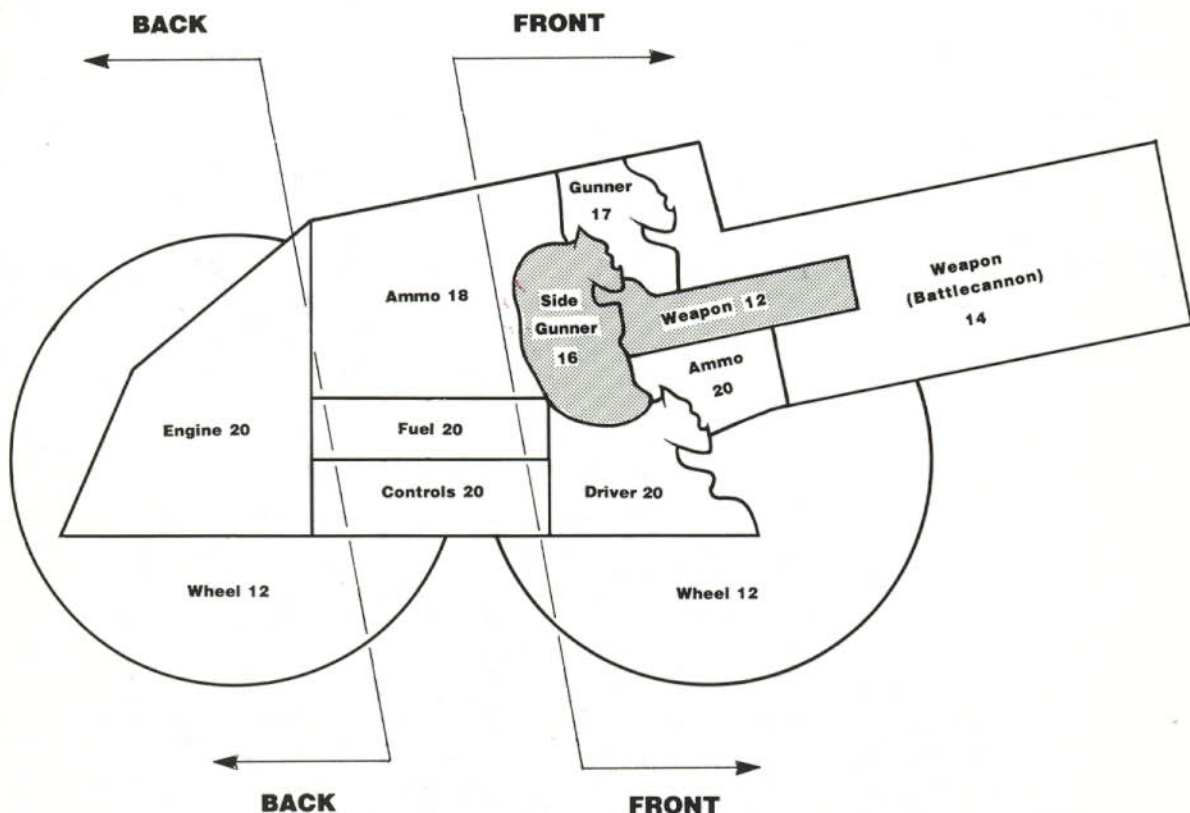 BACK
FRONT
Gunner
17
Ammo 18
Side
Gunner
16
Weapon 12
Weapon
(Battlecannon)
14
Ammo
20
Engine 20
Fuel 20
Controls 20
Driver 20
Wheel 12
Wheel 12
BACK
FRONT